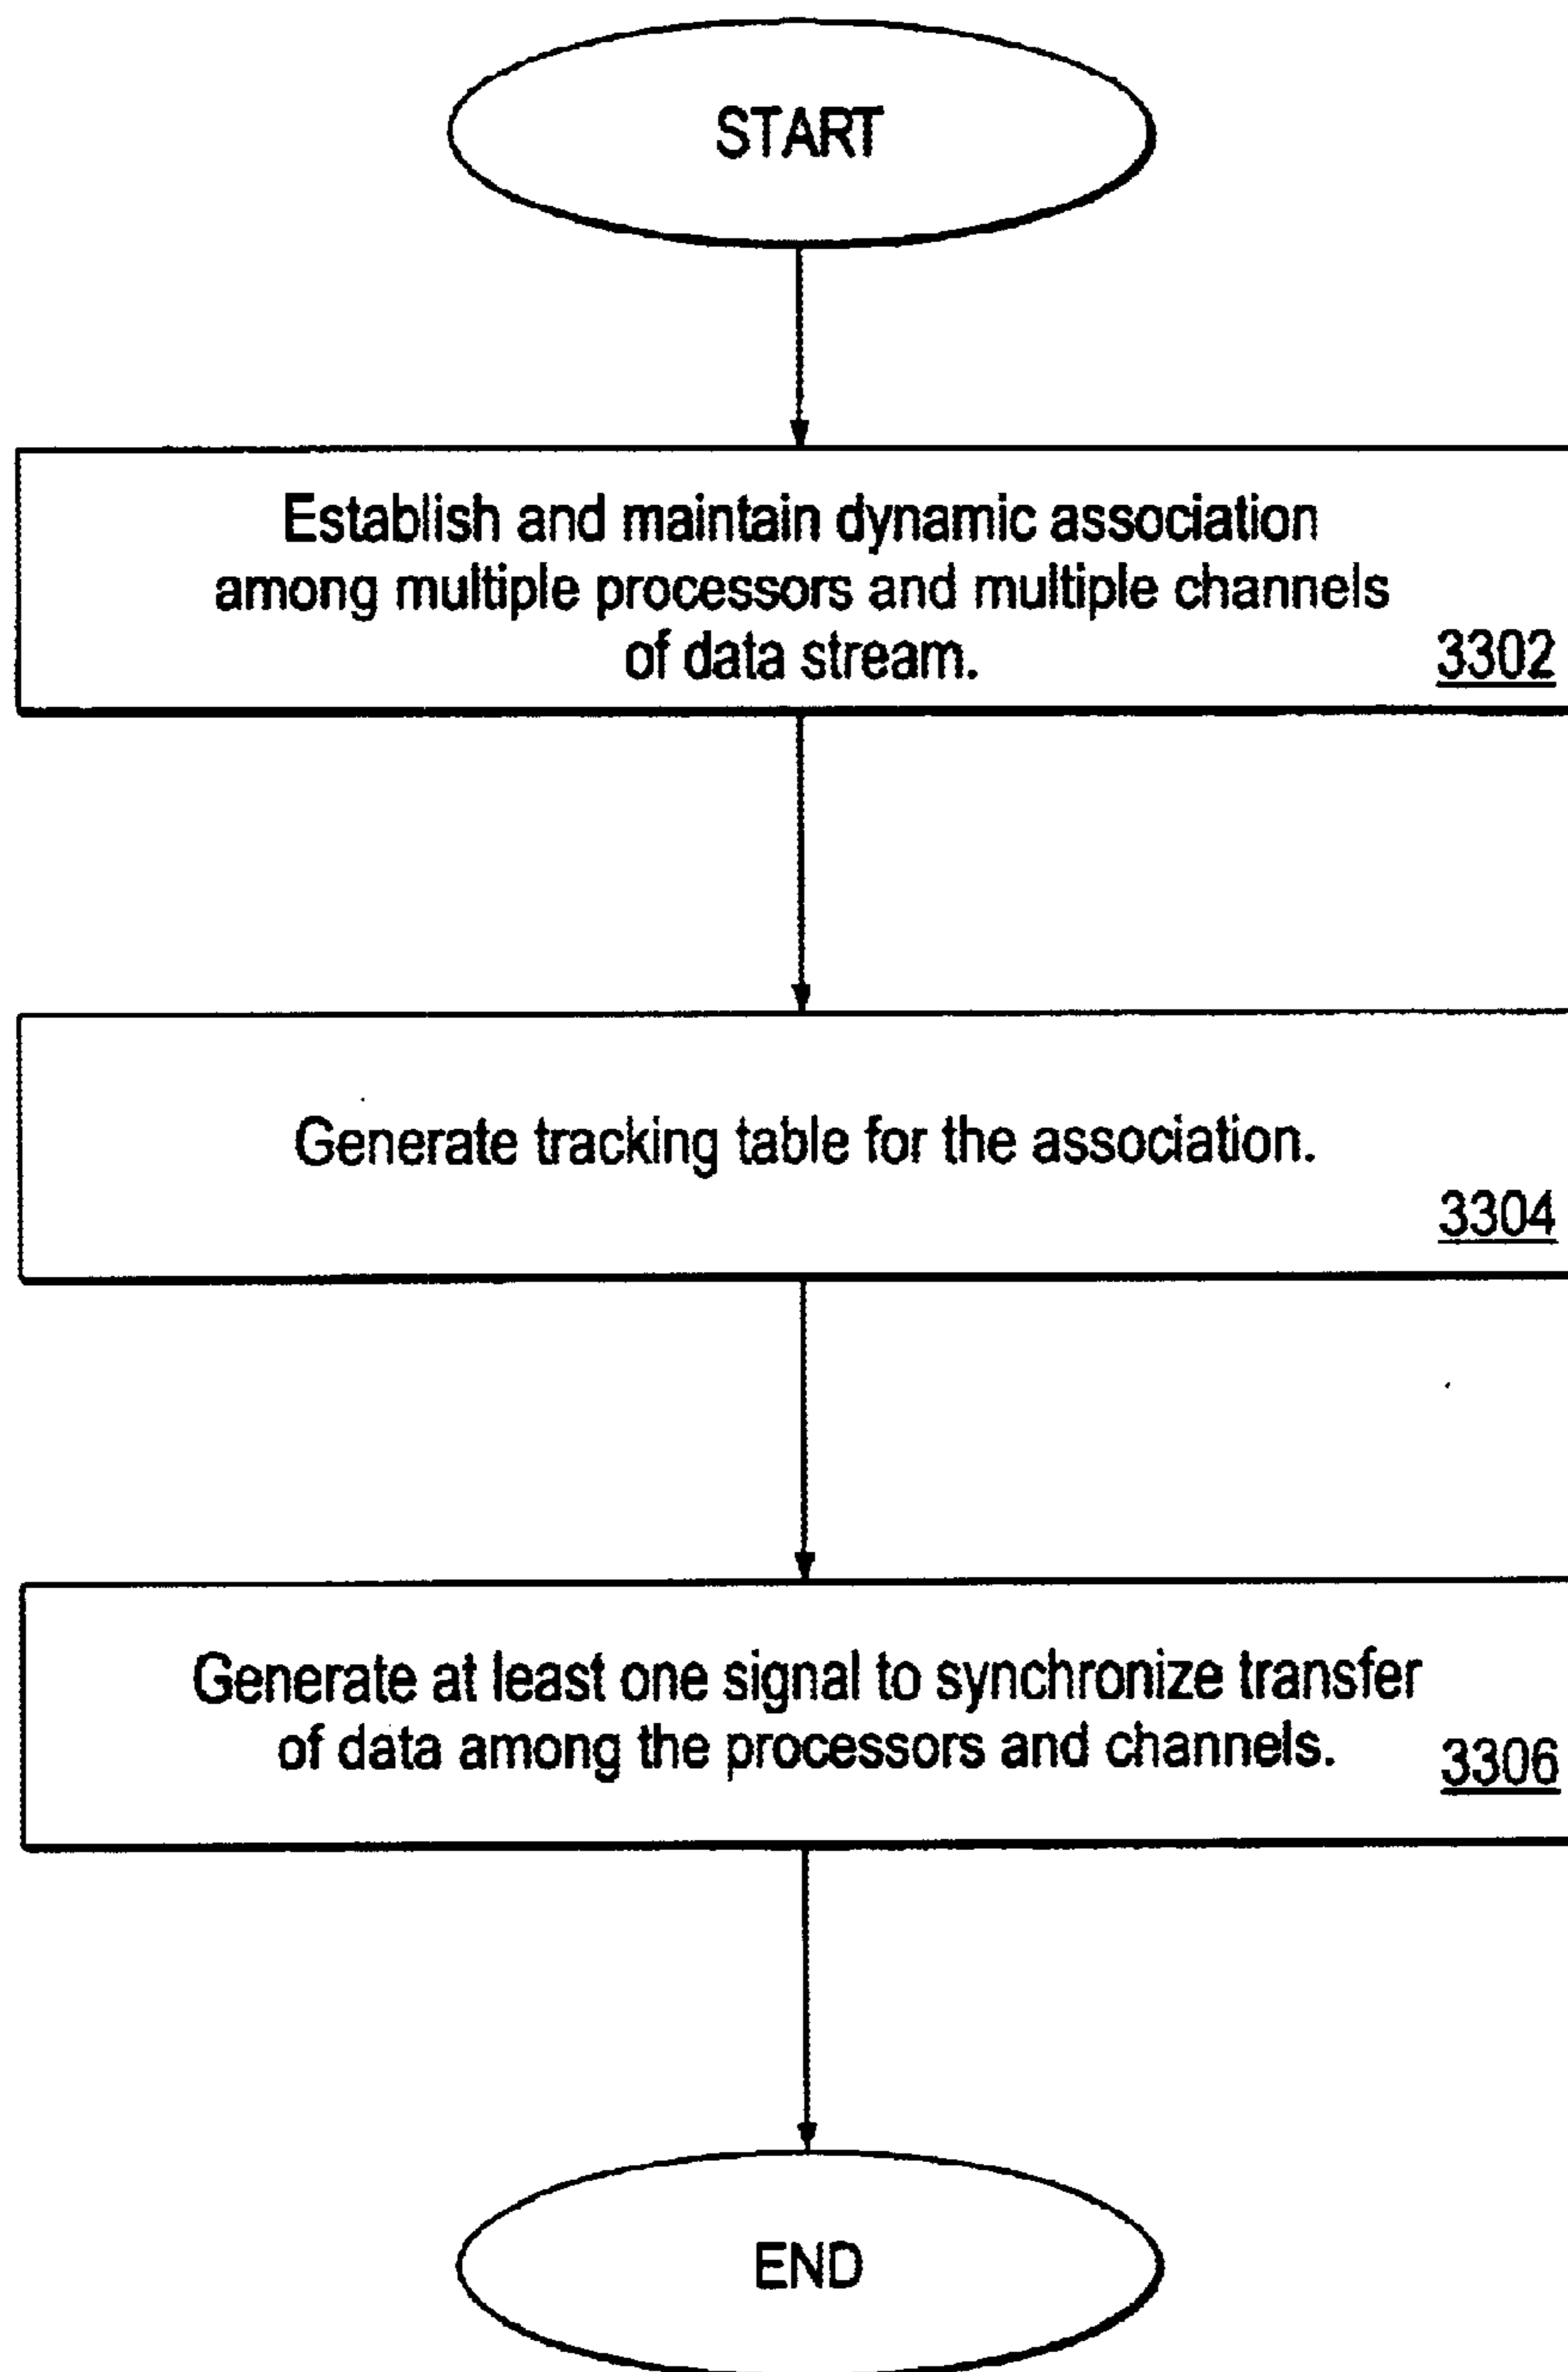 START
Establish and maintain dynamic association
among multiple processors and multiple channels
of data stream.
3302
Generate tracking table for the association.
3304
Generate at least one signal to synchronize transfer
of data among the processors and channels.
3306
END